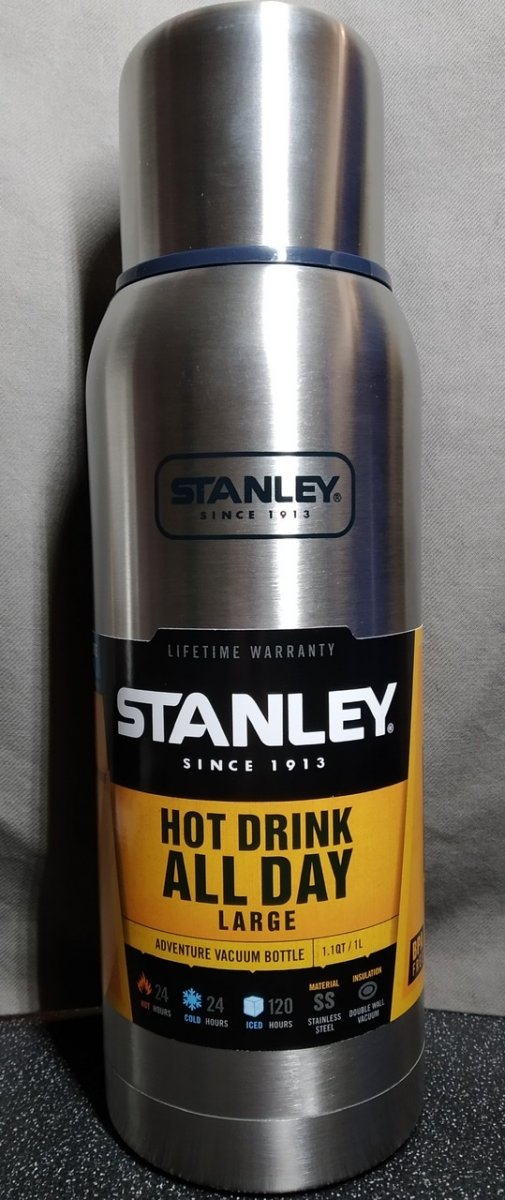 STANLEY®
SINCE 1913
LIFETIME WARRANTY
STANLEY®
SINCE 1913
HOT DRINK
ALL DAY
LARGE
ADVENTURE VACUUM BOTTLE 1.1QT / 1L
24 HOT HOURS
24 COLD HOURS
120 ICED HOURS
MATERIAL
SS
STAINLESS
STEEL
INSULATION
DOUBLE WALL
VACUUM